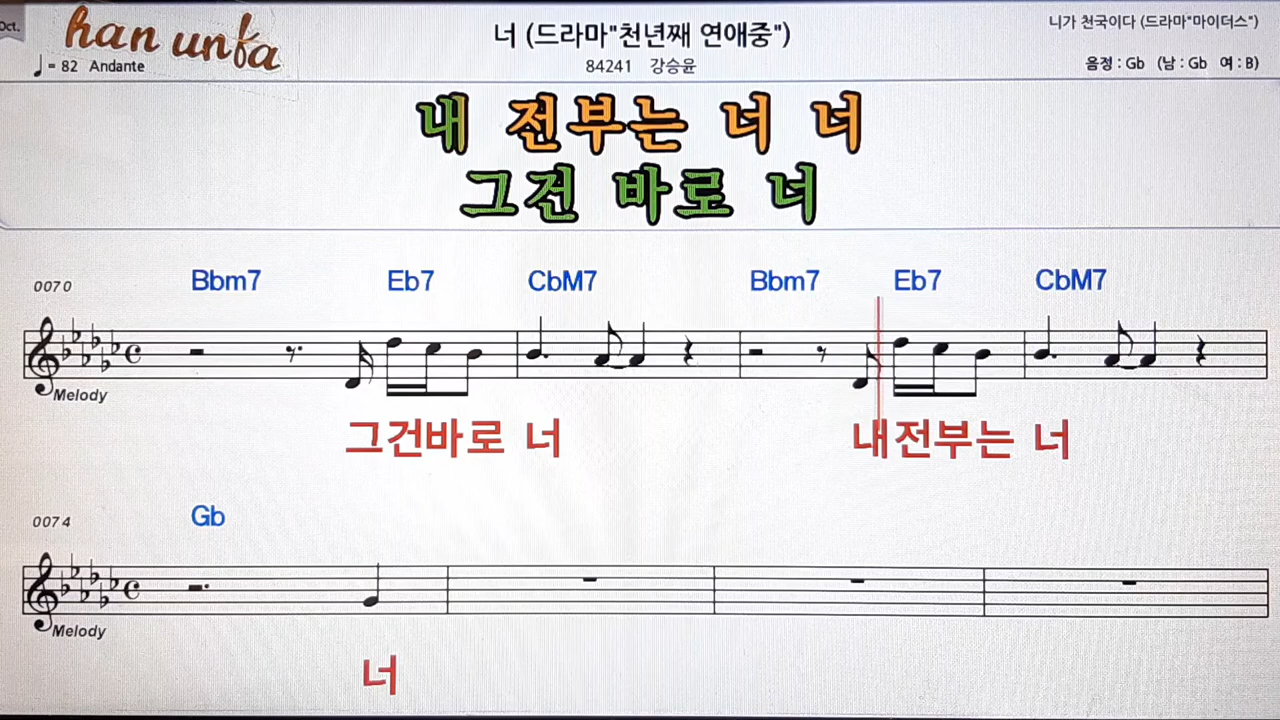 Oct.
han unfa
♩= 82 Andante
너 (드라마"천년째 연애중")
84241 강승윤
니가 천국이다 (드라마"마이더스")
음정 : Gb (남 : Gb 여 : B)
내 전부는 너 너
그건 바로 너
0070
Bbm7 Eb7 CbM7 Bbm7 Eb7 CbM7
Melody
그건바로 너 내전부는 너
0074
Gb
Melody
너